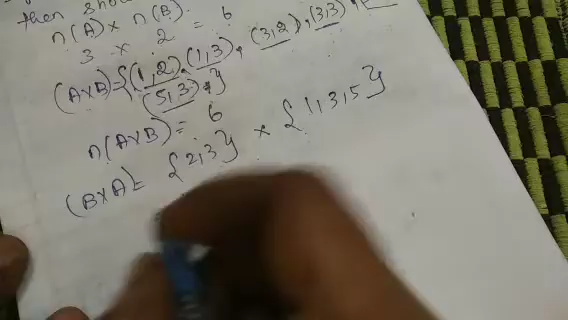 then show
n(A) × n(A).
3 × 2 = 6
(A×B)={(1,2),(1,3), (3,2),(3,3),
(5,3),}
n(A×B) = 6
(B×A)= {2,3} × {1,3,5}